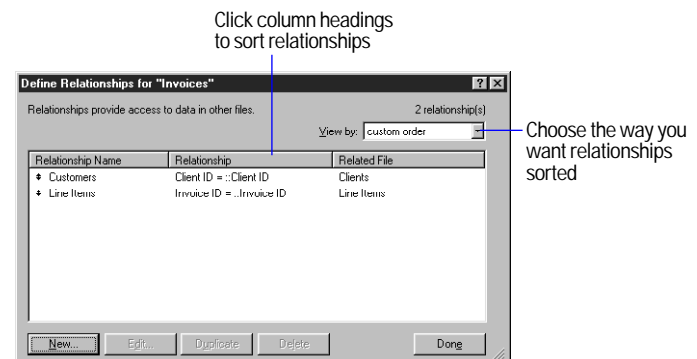 Click column headings
to sort relationships
Define Relationships for "Invoices"
Relationships provide access to data in other files.
2 relationship(s)
View by: custom order
Choose the way you
want relationships
sorted
Relationship Name Relationship Related File
Customers Client ID = ::Client ID Clients
Line Items Invoice ID = ::Invoice ID Line Items
New... Edit... Duplicate Delete Done